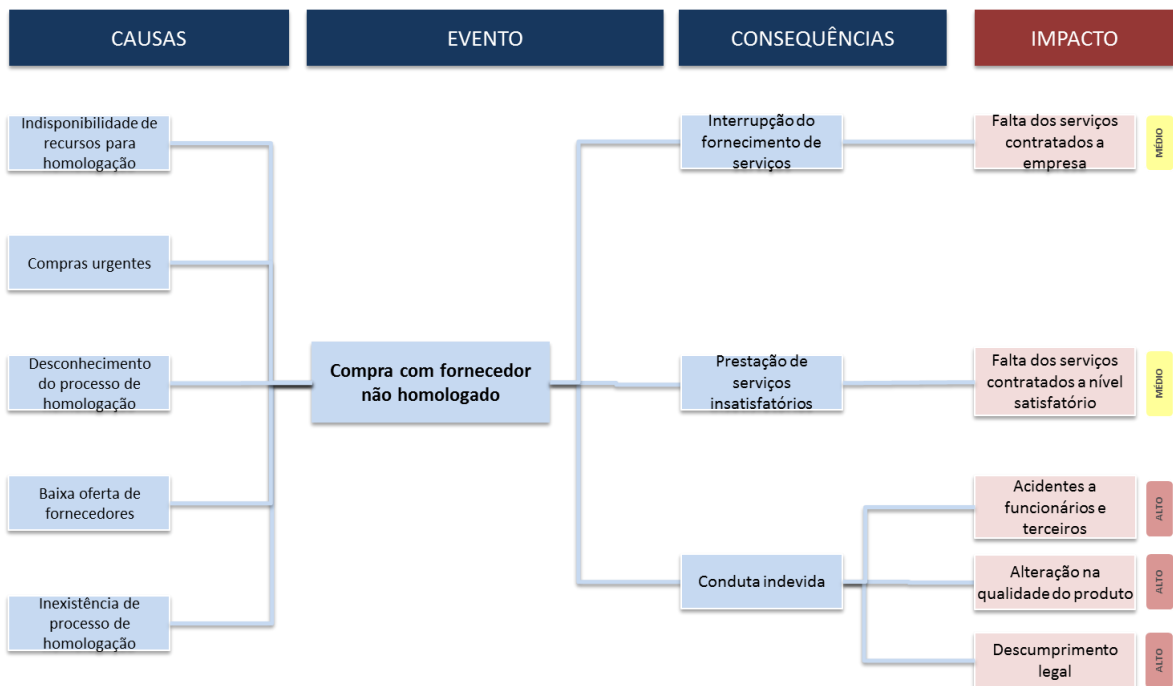 CAUSAS
EVENTO
CONSEQUÊNCIAS
IMPACTO
Indisponibilidade de
recursos para
homologação
Compras urgentes
Desconhecimento
do processo de
homologação
Baixa oferta de
fornecedores
Inexistência de
processo de
homologação
Compra com fornecedor
não homologado
Interrupção do
fornecimento de
serviços
Prestação de
serviços
insatisfatórios
Conduta indevida
Falta dos serviços
contratados a
empresa
MÉDIO
Falta dos serviços
contratados a nível
satisfatório
MÉDIO
Acidentes a
funcionários e
terceiros
ALTO
Alteração na
qualidade do produto
ALTO
Descumprimento
legal
ALTO